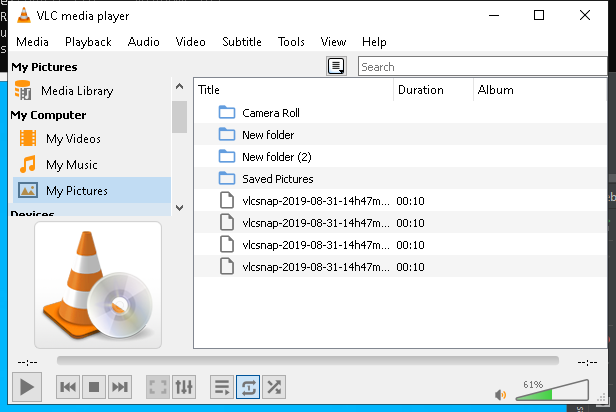 VLC media player
Media Playback Audio Video Subtitle Tools View Help
My Pictures
Search
Media Library
My Computer
My Videos
My Music
My Pictures
Devices
Title Duration Album
Camera Roll
New folder
New folder (2)
Saved Pictures
vlcsnap-2019-08-31-14h47m... 00:10
vlcsnap-2019-08-31-14h47m... 00:10
vlcsnap-2019-08-31-14h47m... 00:10
vlcsnap-2019-08-31-14h47m... 00:10
--:-- --:--
61%